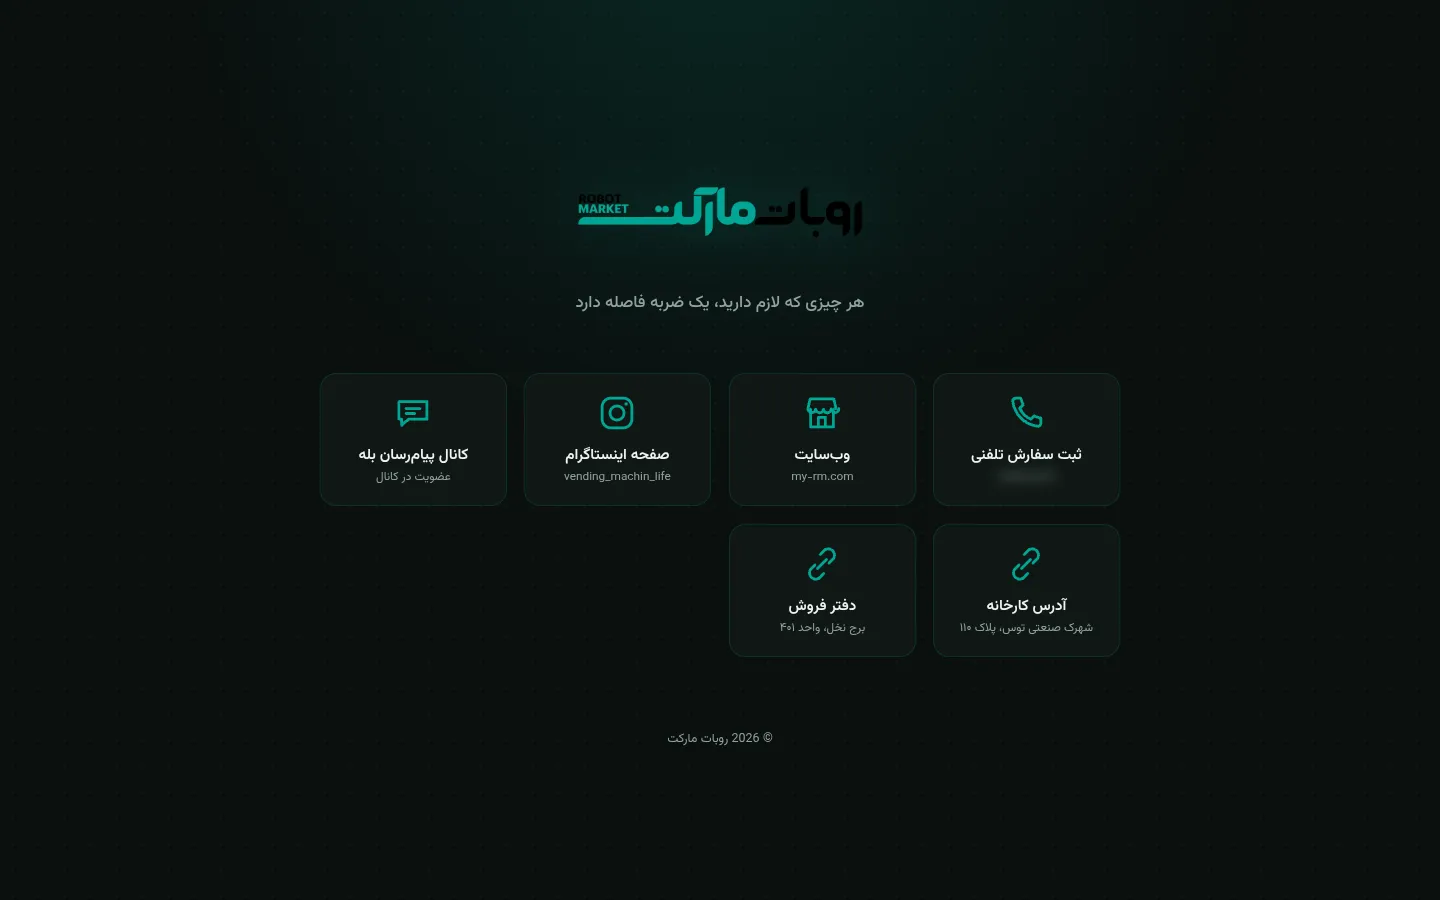 روبات مارکت
ROBOT
MARKET
هر چیزی که لازم دارید، یک ضربه فاصله دارد
ثبت سفارش تلفنی
وب‌سایت
my-rm.com
صفحه اینستاگرام
vending_machin_life
کانال پیام‌رسان بله
عضویت در کانال
آدرس کارخانه
شهرک صنعتی توس، پلاک ۱۱۰
دفتر فروش
برج نخل، واحد ۴۰۱
© 2026 روبات مارکت